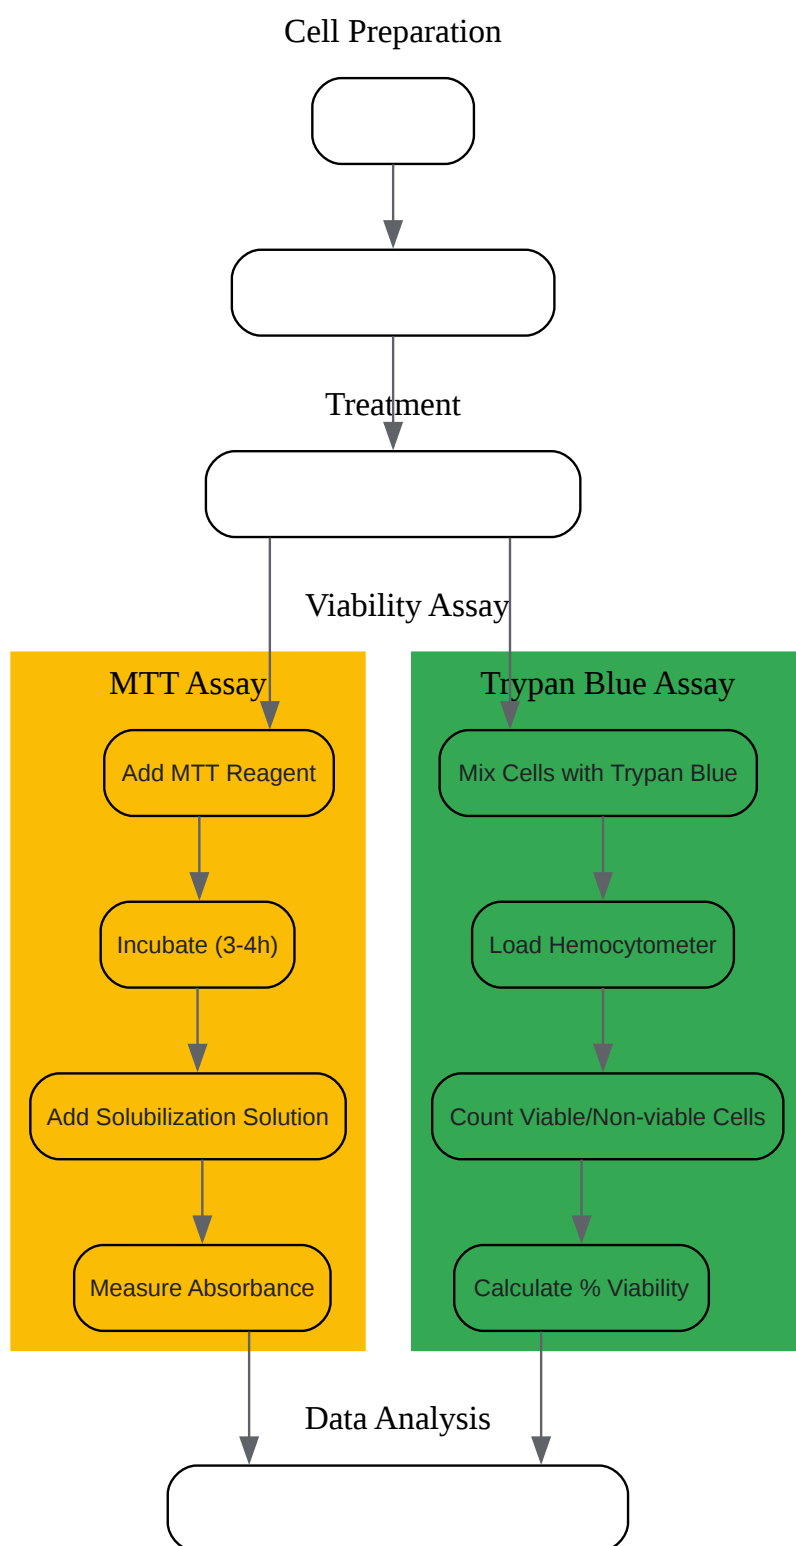 Cell Preparation
Treatment
Viability Assay
MTT Assay
Add MTT Reagent
Incubate (3-4h)
Add Solubilization Solution
Measure Absorbance
Trypan Blue Assay
Mix Cells with Trypan Blue
Load Hemocytometer
Count Viable/Non-viable Cells
Calculate % Viability
Data Analysis